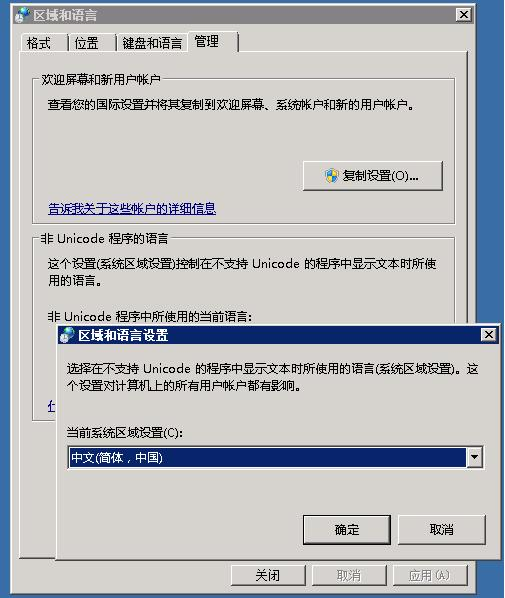 区域和语言
格式 位置 键盘和语言 管理
欢迎屏幕和新用户帐户
查看您的国际设置并将其复制到欢迎屏幕、系统帐户和新的用户帐户。
复制设置(O)...
告诉我关于这些帐户的详细信息
非 Unicode 程序的语言
这个设置(系统区域设置)控制在不支持 Unicode 的程序中显示文本时所使
用的语言。
非 Unicode 程序中所使用的当前语言:
区域和语言设置
选择在不支持 Unicode 的程序中显示文本时所使用的语言(系统区域设置)。这
个设置对计算机上的所有用户帐户都有影响。
当前系统区域设置(C):
中文(简体，中国)
确定 取消
关闭 取消 应用(A)